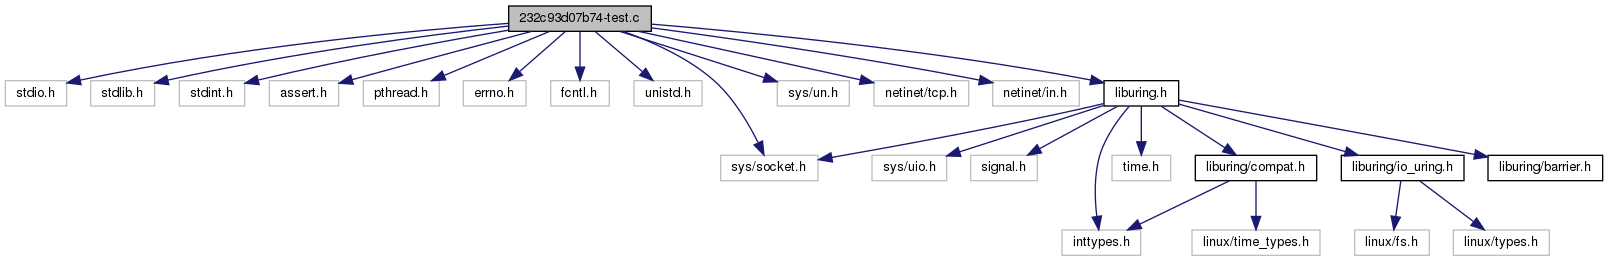 232c93d07b74-test.c
stdio.h
stdlib.h
stdint.h
assert.h
pthread.h
errno.h
fcntl.h
unistd.h
sys/un.h
netinet/tcp.h
netinet/in.h
liburing.h
sys/socket.h
sys/uio.h
signal.h
time.h
liburing/compat.h
liburing/io_uring.h
liburing/barrier.h
inttypes.h
linux/time_types.h
linux/fs.h
linux/types.h